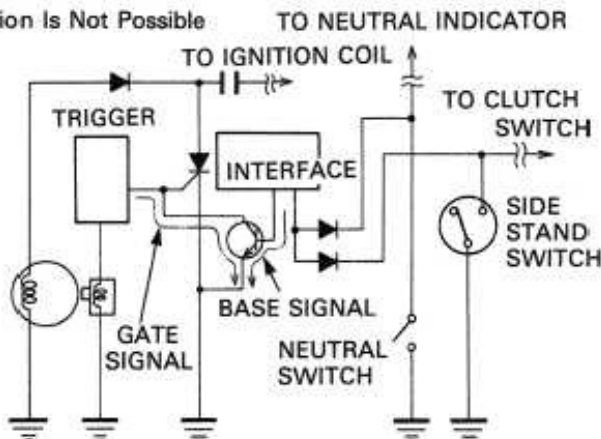 ion Is Not Possible
TO NEUTRAL INDICATOR
TO IGNITION COIL
TO CLUTCH
SWITCH
TRIGGER
INTERFACE
SIDE
STAND
SWITCH
BASE SIGNAL
GATE
SIGNAL
NEUTRAL
SWITCH